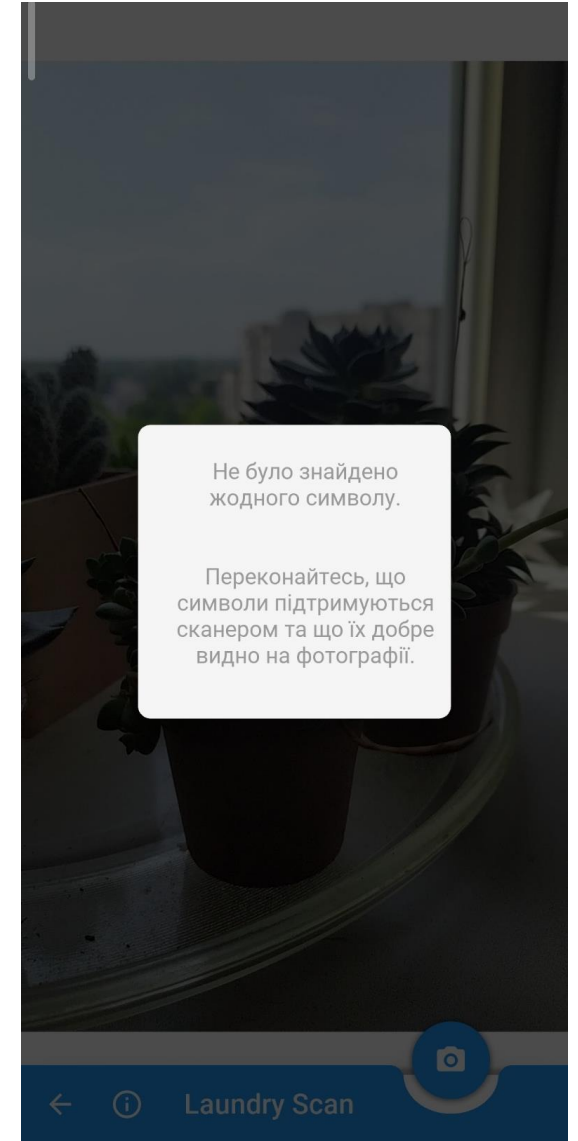 Не було знайдено
жодного символу.
Переконайтесь, що
символи підтримуються
сканером та що їх добре
видно на фотографії.
Laundry Scan